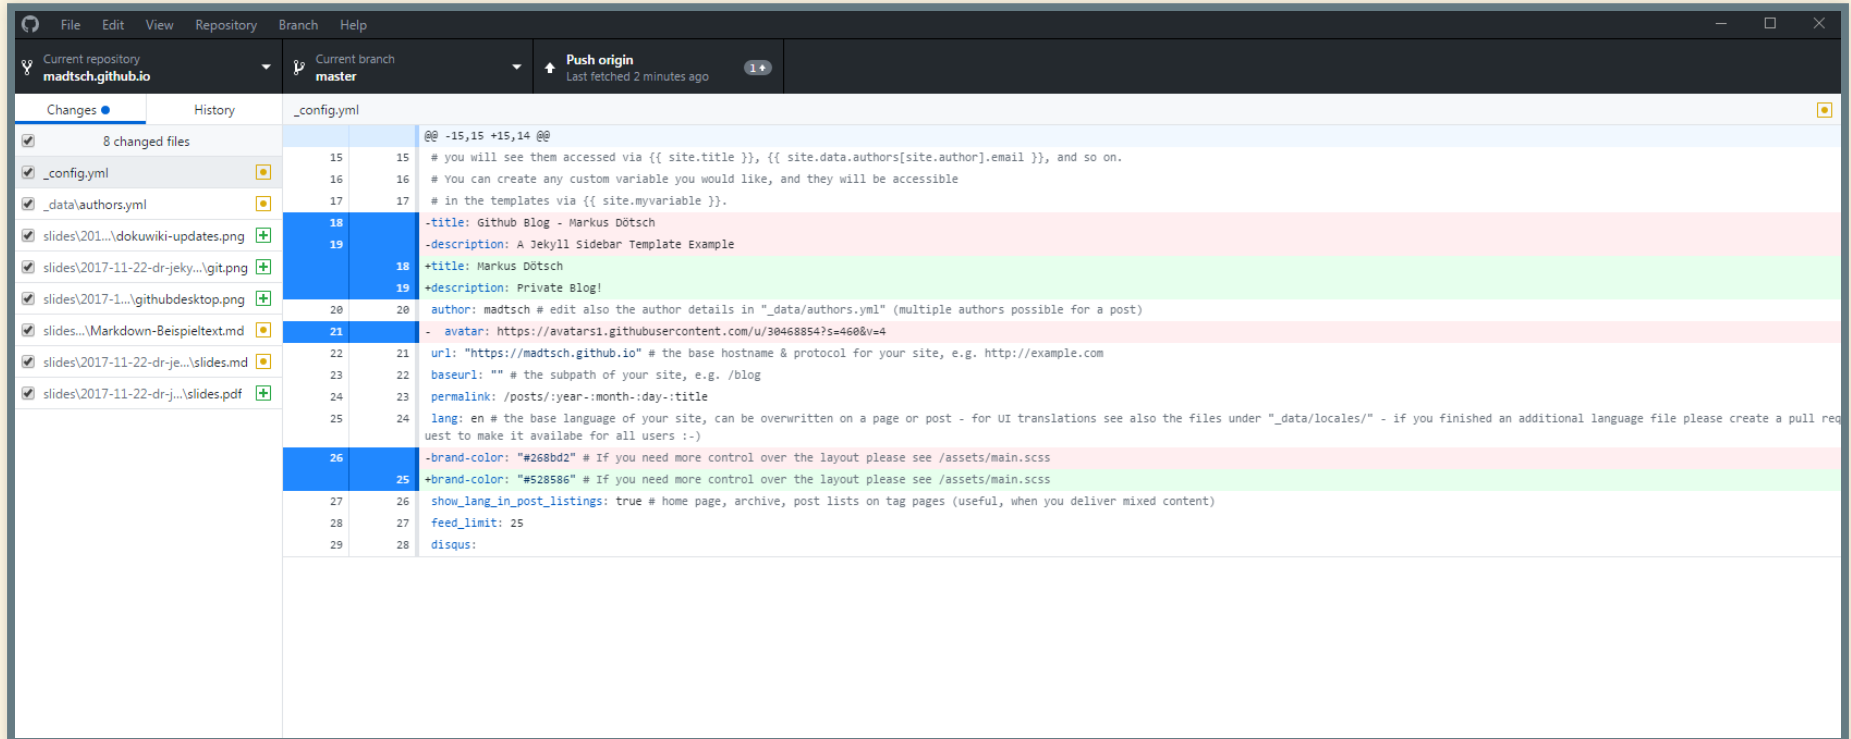 File Edit View Repository Branch Help
Current repository
madtsch.github.io
Current branch
master
Push origin
Last fetched 2 minutes ago
1
Changes History
8 changed files
_config.yml
_data\authors.yml
slides\201...\dokuwiki-updates.png
slides\2017-11-22-dr-jeky...\git.png
slides\2017-1...\githubdesktop.png
slides...\Markdown-Beispieltext.md
slides\2017-11-22-dr-je...\slides.md
slides\2017-11-22-dr-j...\slides.pdf
_config.yml
@@ -15,15 +15,14 @@
15 15 # you will see them accessed via {{ site.title }}, {{ site.data.authors[site.author].email }}, and so on.
16 16 # You can create any custom variable you would like, and they will be accessible
17 17 # in the templates via {{ site.myvariable }}.
18 -title: Github Blog - Markus Dötsch
19 -description: A Jekyll Sidebar Template Example
18 +title: Markus Dötsch
19 +description: Private Blog!
20 20 author: madtsch # edit also the author details in "_data/authors.yml" (multiple authors possible for a post)
21 - avatar: https://avatars1.githubusercontent.com/u/30468854?s=460&v=4
22 21 url: "https://madtsch.github.io" # the base hostname & protocol for your site, e.g. http://example.com
23 22 baseurl: "" # the subpath of your site, e.g. /blog
24 23 permalink: /posts/:year-:month-:day-:title
25 24 lang: en # the base language of your site, can be overwritten on a page or post - for UI translations see also the files under "_data/locales/" - if you finished an additional language file please create a pull req
uest to make it availabe for all users :-)
26 -brand-color: "#268bd2" # If you need more control over the layout please see /assets/main.scss
25 +brand-color: "#528586" # If you need more control over the layout please see /assets/main.scss
27 26 show_lang_in_post_listings: true # home page, archive, post lists on tag pages (useful, when you deliver mixed content)
28 27 feed_limit: 25
29 28 disqus: